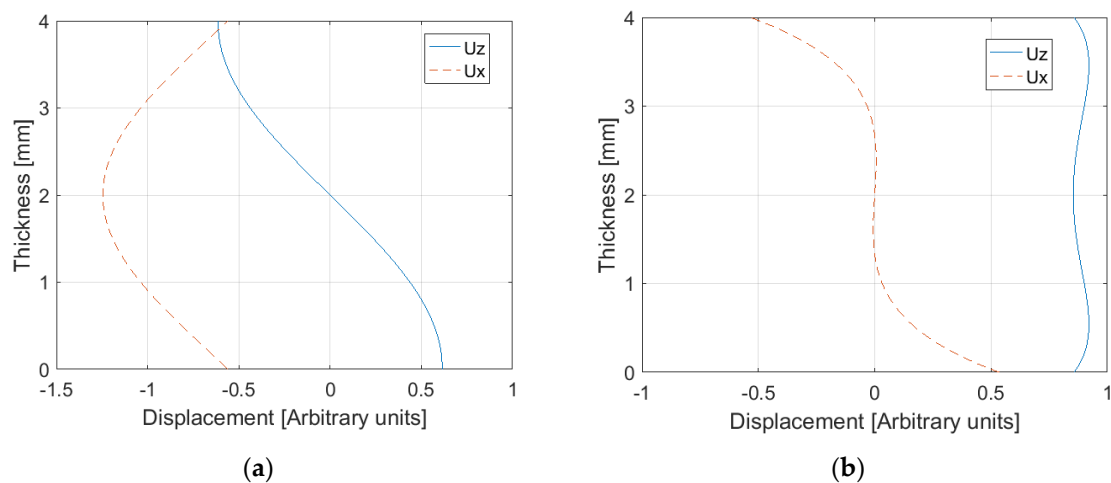 4
3
2
1
0
Thickness [mm]
-1.5
-1
-0.5
0
0.5
1
Displacement [Arbitrary units]
Uz
Ux
(a)
4
3
2
1
0
Thickness [mm]
-1
-0.5
0
0.5
1
Displacement [Arbitrary units]
Uz
Ux
(b)